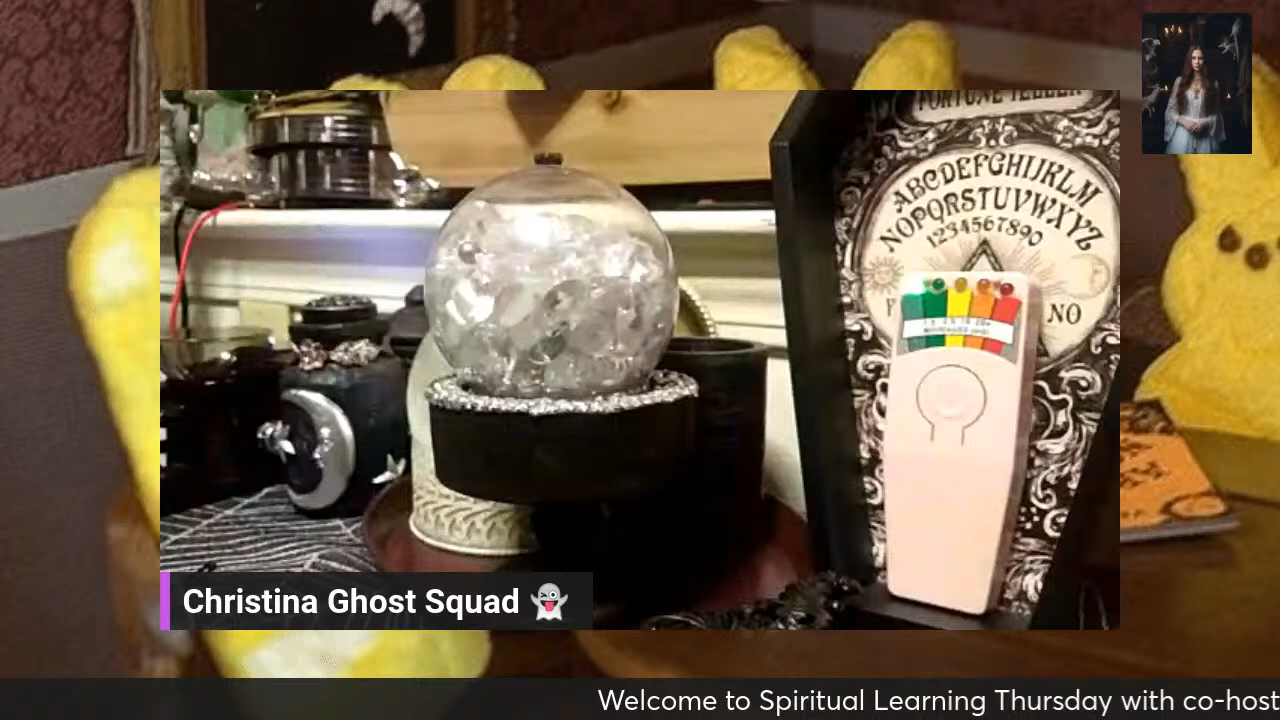 FORTUNE TELLER
ABCDEFGHIJKLM
NOPQRSTUVWXYZ
1234567890
NO
Christina Ghost Squad 👻
Welcome to Spiritual Learning Thursday with co-host